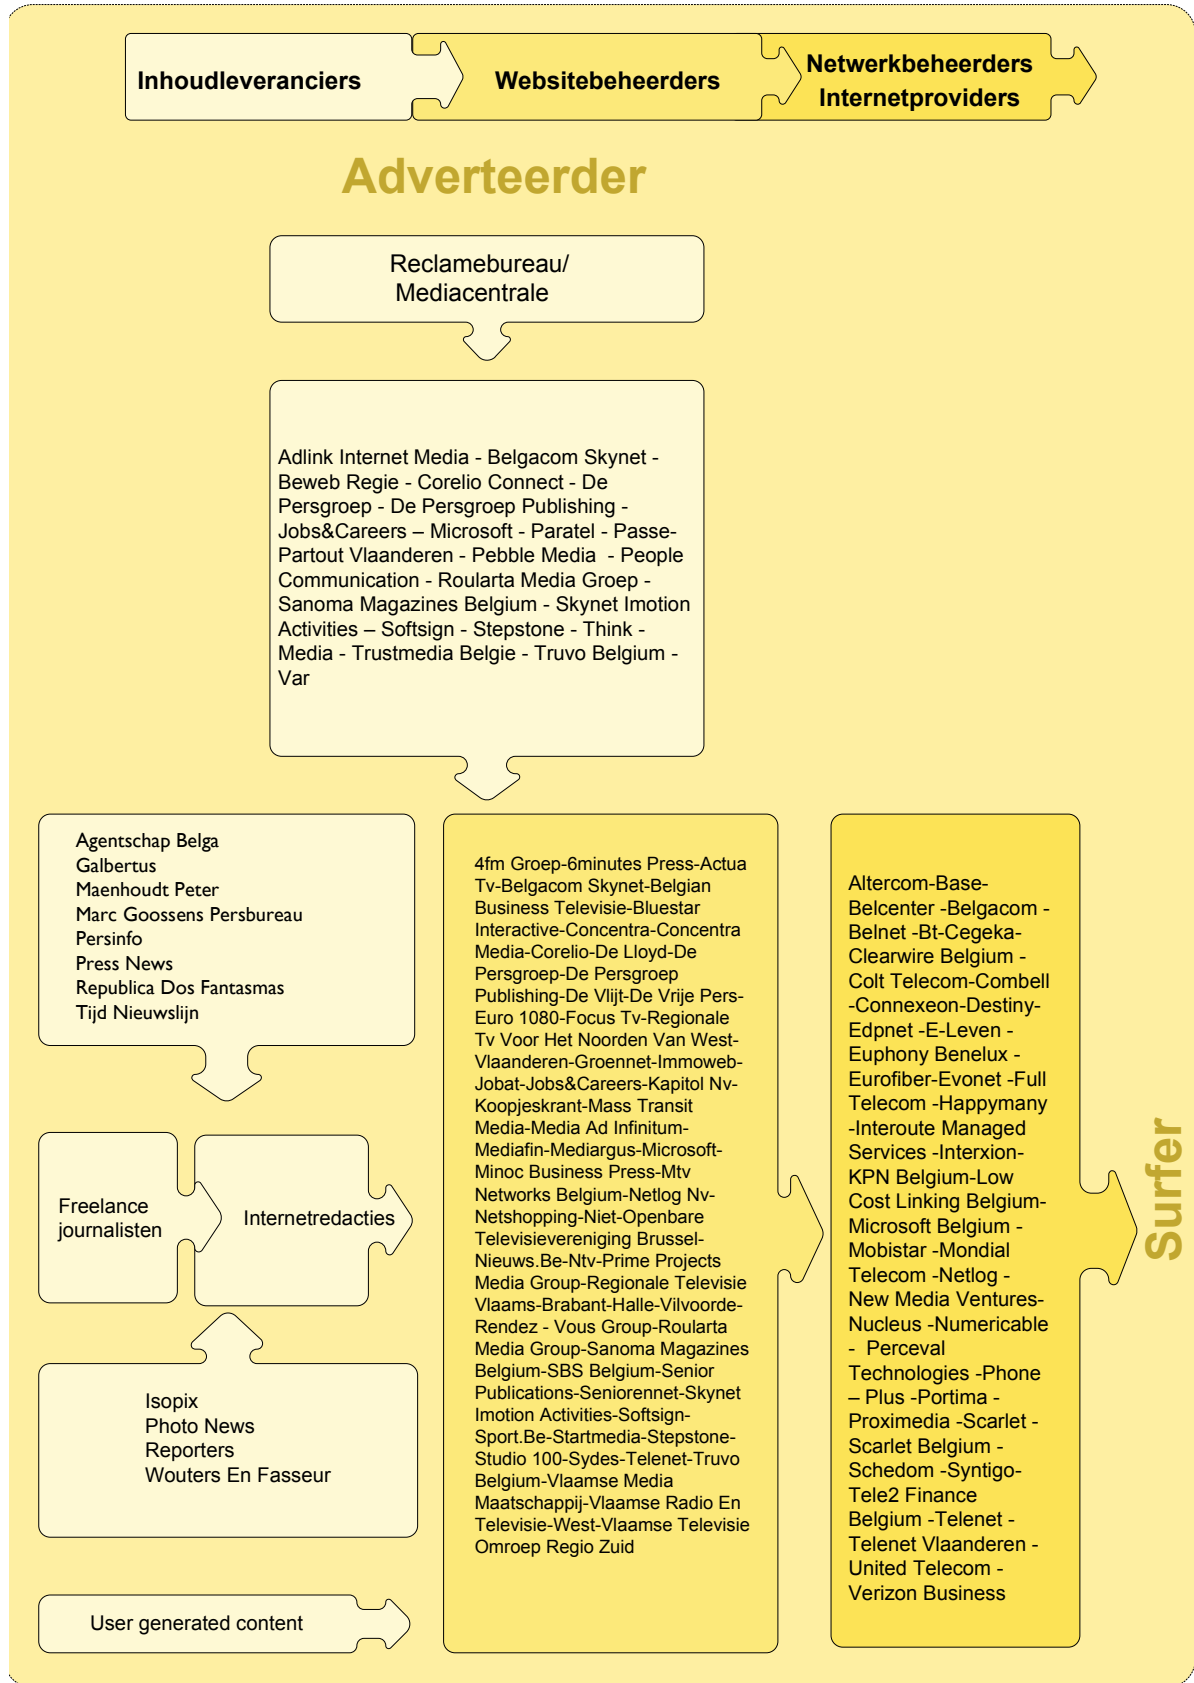 Inhoudleveranciers
Websitebeheerders
Netwerkbeheerders
Internetproviders
Adverteerder
Reclamebureau/
Mediacentrale
Adlink Internet Media - Belgacom Skynet -
Beweb Regie - Corelio Connect - De
Persgroep - De Persgroep Publishing -
Jobs&Careers – Microsoft - Paratel - Passe-
Partout Vlaanderen - Pebble Media - People
Communication - Roularta Media Groep -
Sanoma Magazines Belgium - Skynet Imotion
Activities – Softsign - Stepstone - Think -
Media - Trustmedia Belgie - Truvo Belgium -
Var
Agentschap Belga
Galbertus
Maenhoudt Peter
Marc Goossens Persbureau
Persinfo
Press News
Republica Dos Fantasmas
Tijd Nieuwslijn
Freelance
journalisten
Internetredacties
Isopix
Photo News
Reporters
Wouters En Fasseur
User generated content
4fm Groep-6minutes Press-Actua
Tv-Belgacom Skynet-Belgian
Business Televisie-Bluestar
Interactive-Concentra-Concentra
Media-Corelio-De Lloyd-De
Persgroep-De Persgroep
Publishing-De Vlijt-De Vrije Pers-
Euro 1080-Focus Tv-Regionale
Tv Voor Het Noorden Van West-
Vlaanderen-Groennet-Immoweb-
Jobat-Jobs&Careers-Kapitol Nv-
Koopjeskrant-Mass Transit
Media-Media Ad Infinitum-
Mediafin-Mediargus-Microsoft-
Minoc Business Press-Mtv
Networks Belgium-Netlog Nv-
Netshopping-Niet-Openbare
Televisievereniging Brussel-
Nieuws.Be-Ntv-Prime Projects
Media Group-Regionale Televisie
Vlaams-Brabant-Halle-Vilvoorde-
Rendez - Vous Group-Roularta
Media Group-Sanoma Magazines
Belgium-SBS Belgium-Senior
Publications-Seniorennet-Skynet
Imotion Activities-Softsign-
Sport.Be-Startmedia-Stepstone-
Studio 100-Sydes-Telenet-Truvo
Belgium-Vlaamse Media
Maatschappij-Vlaamse Radio En
Televisie-West-Vlaamse Televisie
Omroep Regio Zuid
Altercom-Base-
Belcenter -Belgacom -
Belnet -Bt-Cegeka-
Clearwire Belgium -
Colt Telecom-Combell
-Connexeon-Destiny-
Edpnet -E-Leven -
Euphony Benelux -
Eurofiber-Evonet -Full
Telecom -Happymany
-Interoute Managed
Services -Interxion-
KPN Belgium-Low
Cost Linking Belgium-
Microsoft Belgium -
Mobistar -Mondial
Telecom -Netlog -
New Media Ventures-
Nucleus -Numericable
- Perceval
Technologies -Phone
– Plus -Portima -
Proximedia -Scarlet -
Scarlet Belgium -
Schedom -Syntigo-
Tele2 Finance
Belgium -Telenet -
Telenet Vlaanderen -
United Telecom -
Verizon Business
Surfer